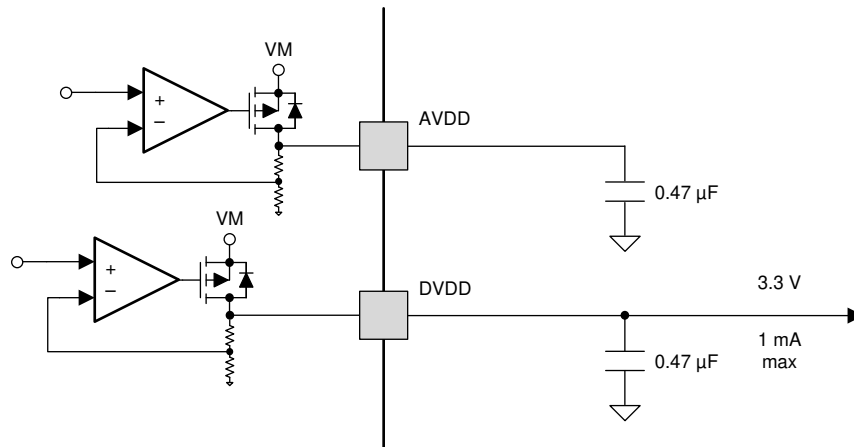 VM
+
–
AVDD
0.47 µF
VM
+
–
DVDD
3.3 V
0.47 µF
1 mA
max